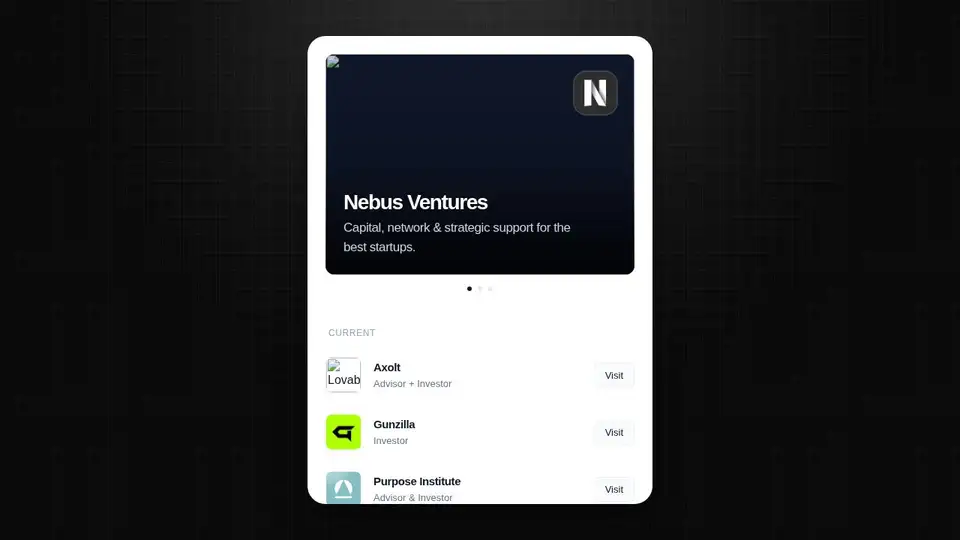 N
Nebus Ventures
Capital, network & strategic support for the
best startups.
CURRENT
Lovab
Axolt
Advisor + Investor
Visit
Gunzilla
Investor
Visit
Purpose Institute
Advisor & Investor
Visit